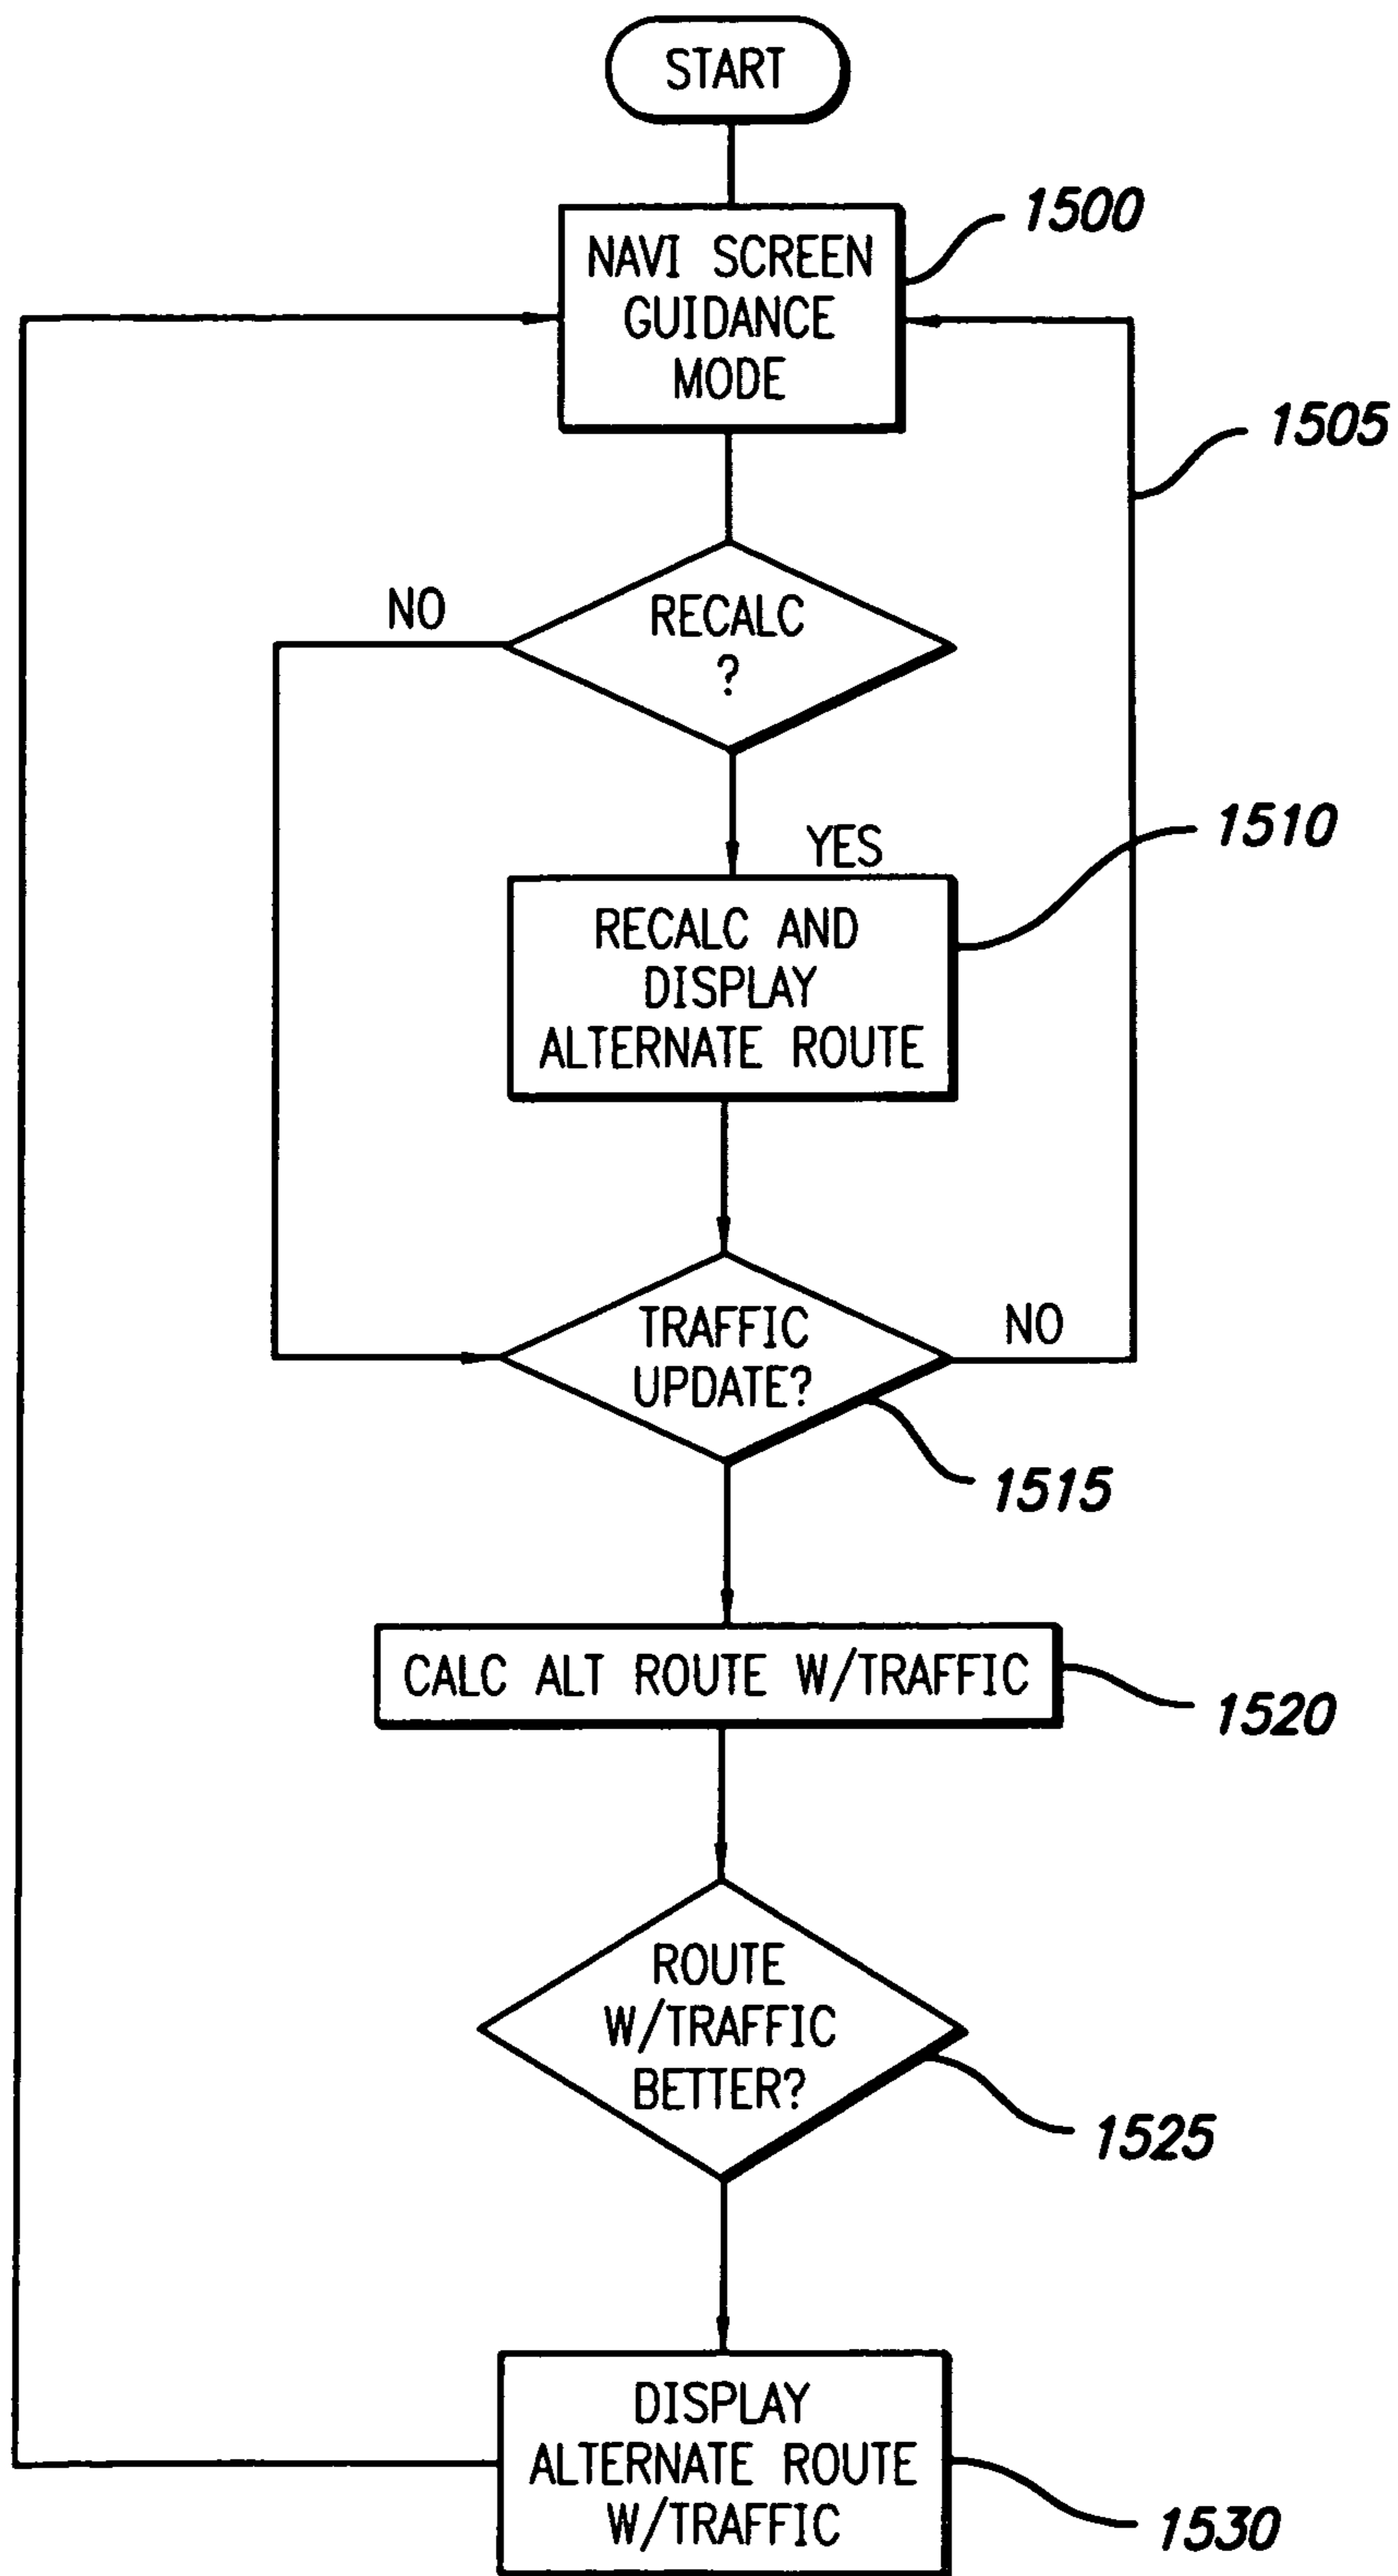 START
1500
NAVI SCREEN
GUIDANCE
MODE
1505
NO
RECALC
?
1510
YES
RECALC AND
DISPLAY
ALTERNATE ROUTE
TRAFFIC
UPDATE?
NO
1515
CALC ALT ROUTE W/TRAFFIC
1520
ROUTE
W/TRAFFIC
BETTER?
1525
DISPLAY
ALTERNATE ROUTE
W/TRAFFIC
1530